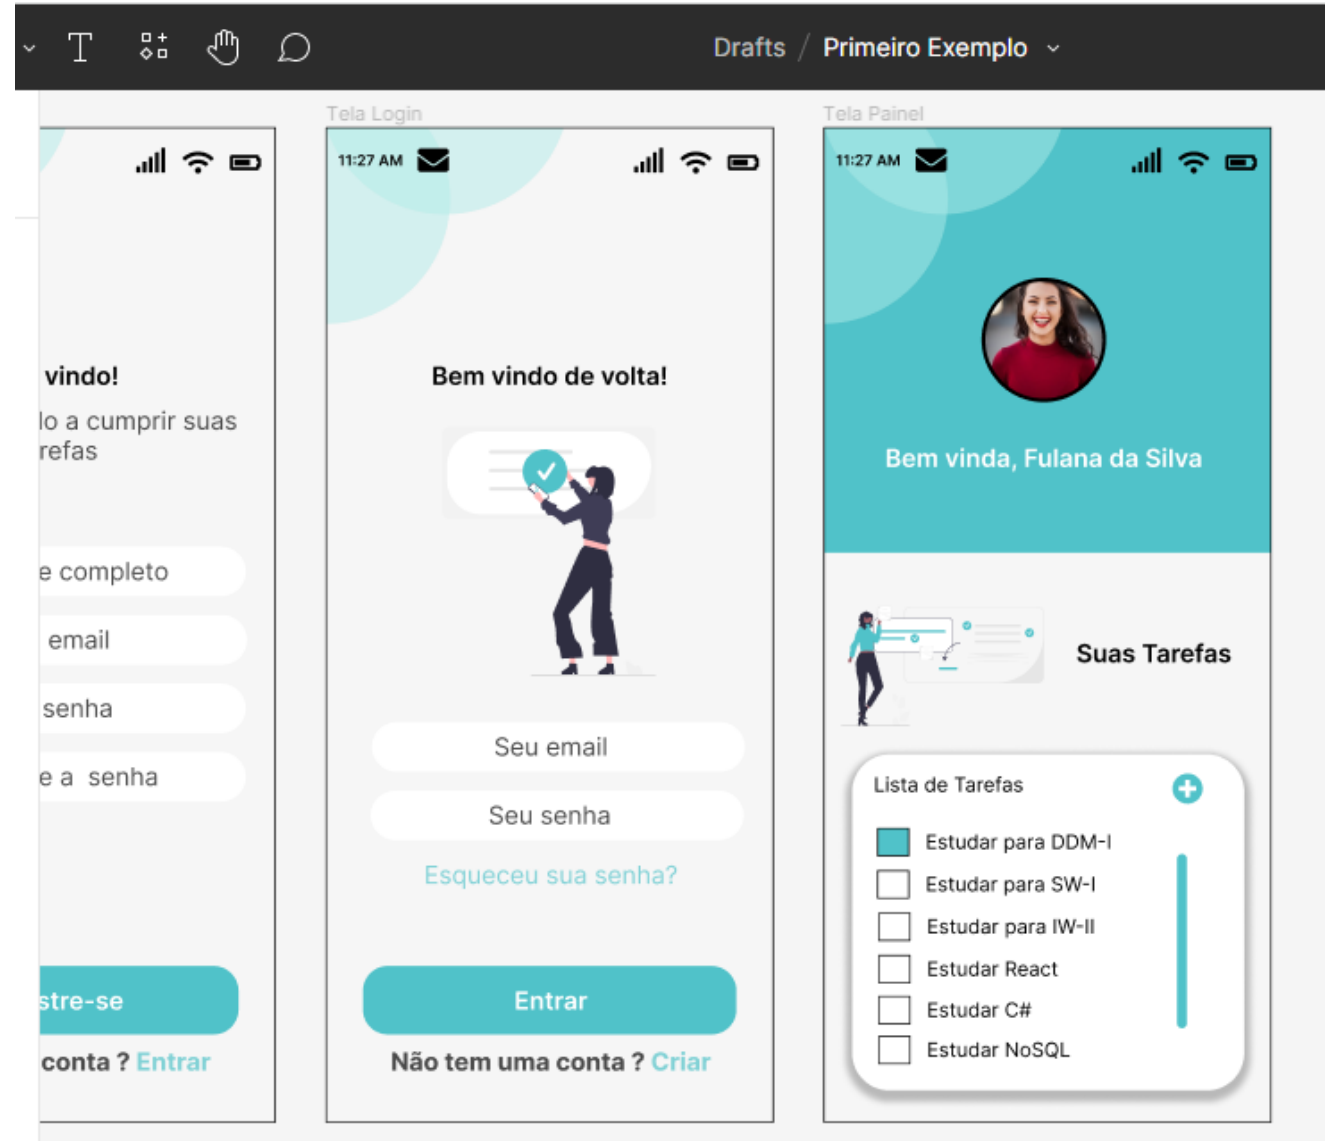 Drafts / Primeiro Exemplo
Tela Login
Tela Painel
vindo!
lo a cumprir suas
refas
e completo
email
senha
e a senha
stre-se
conta ? Entrar
11:27 AM
Bem vindo de volta!
Seu email
Seu senha
Esqueceu sua senha?
Entrar
Não tem uma conta ? Criar
11:27 AM
Bem vinda, Fulana da Silva
Suas Tarefas
Lista de Tarefas
Estudar para DDM-I
Estudar para SW-I
Estudar para IW-II
Estudar React
Estudar C#
Estudar NoSQL